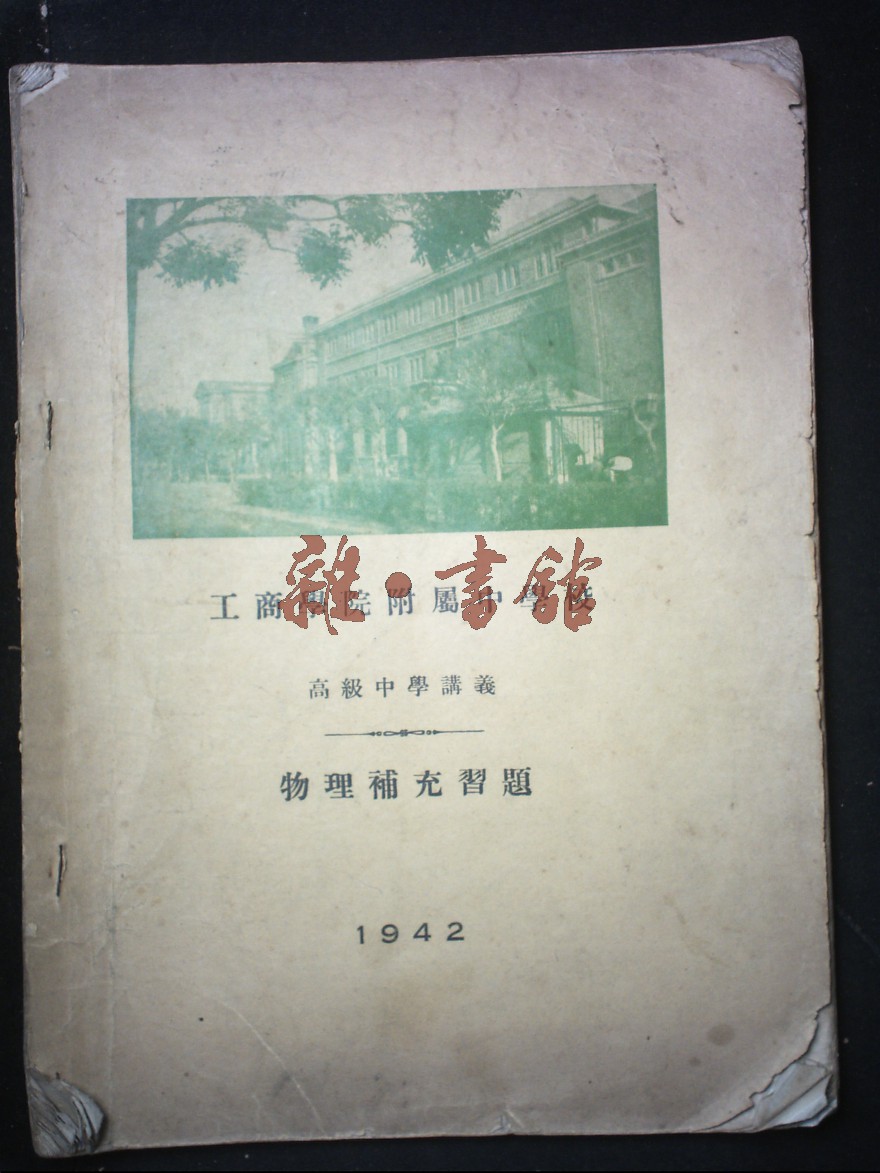 雜·書館
工商學院附屬中學校
高級中學講義
物理補充習題
1942